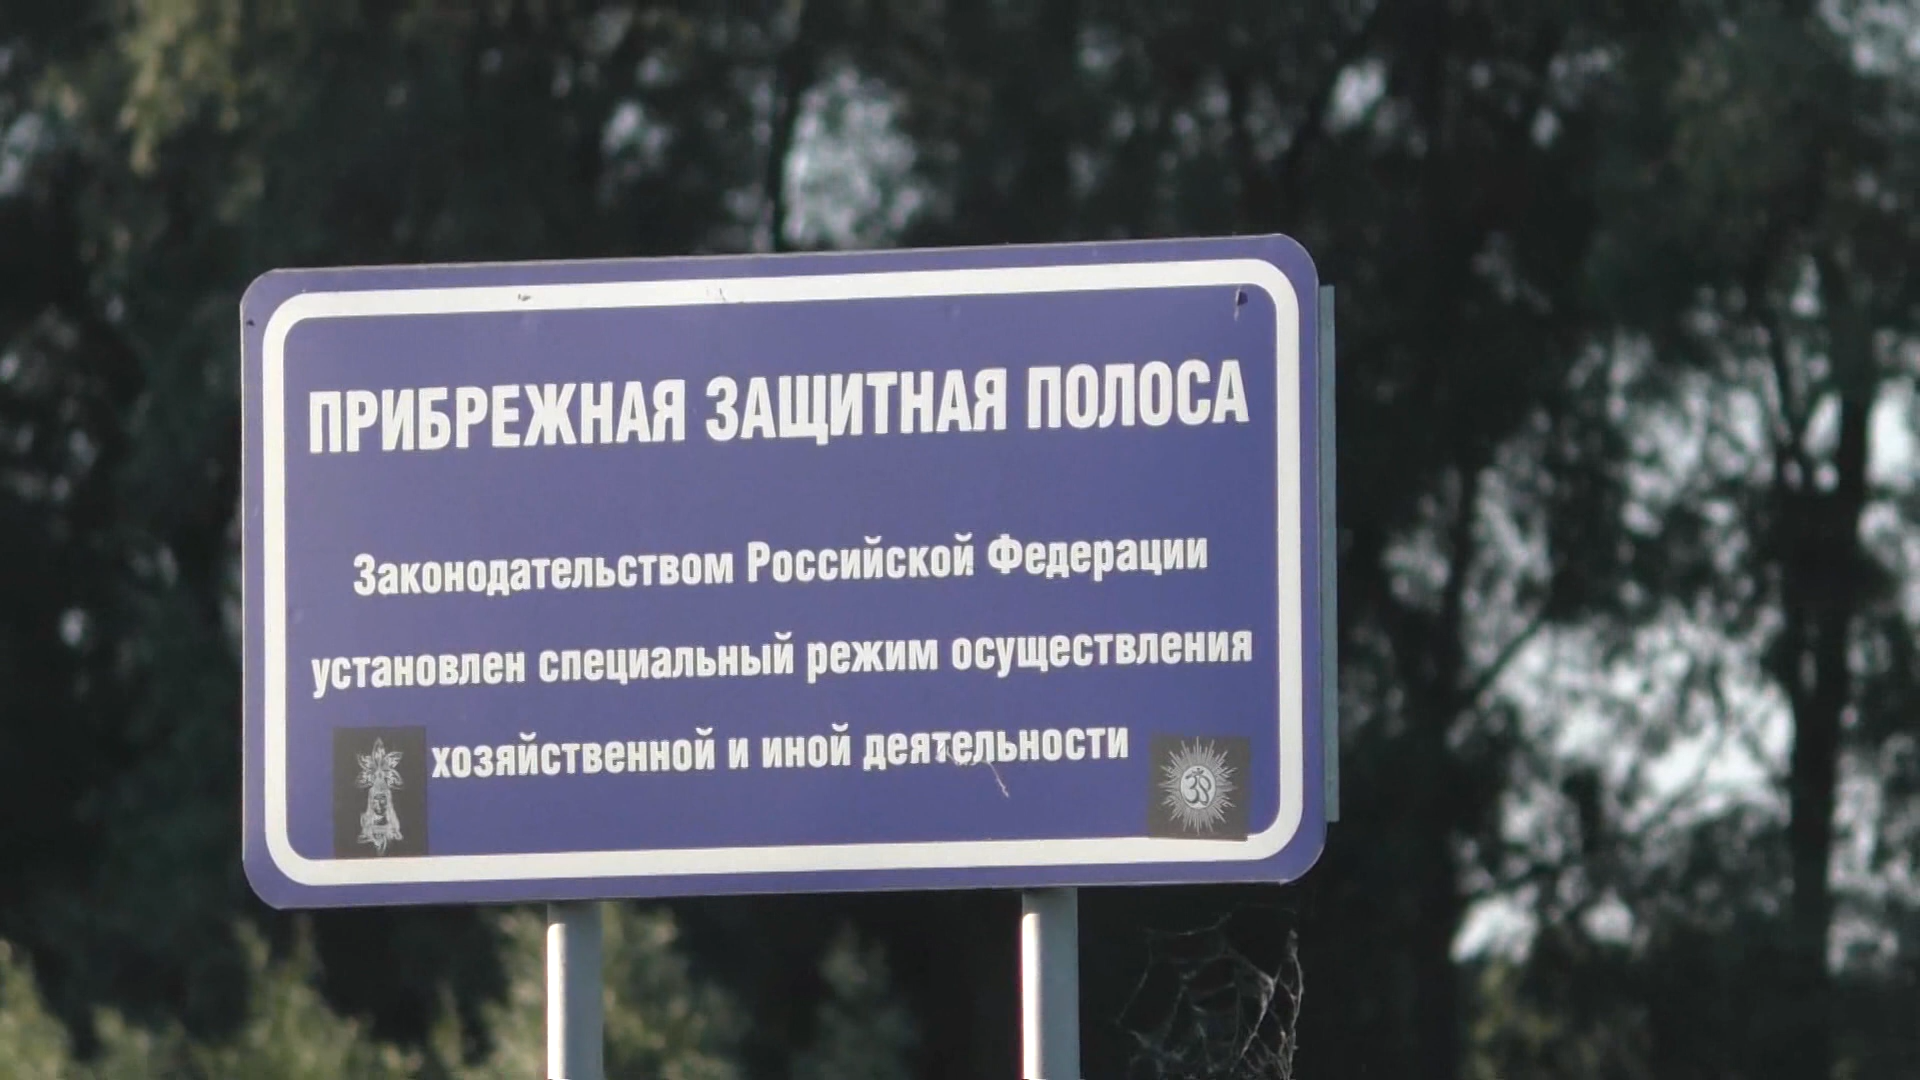 ПРИБРЕЖНАЯ ЗАЩИТНАЯ ПОЛОСА
Законодательством Российской Федерации
установлен специальный режим осуществления
хозяйственной и иной деятельности